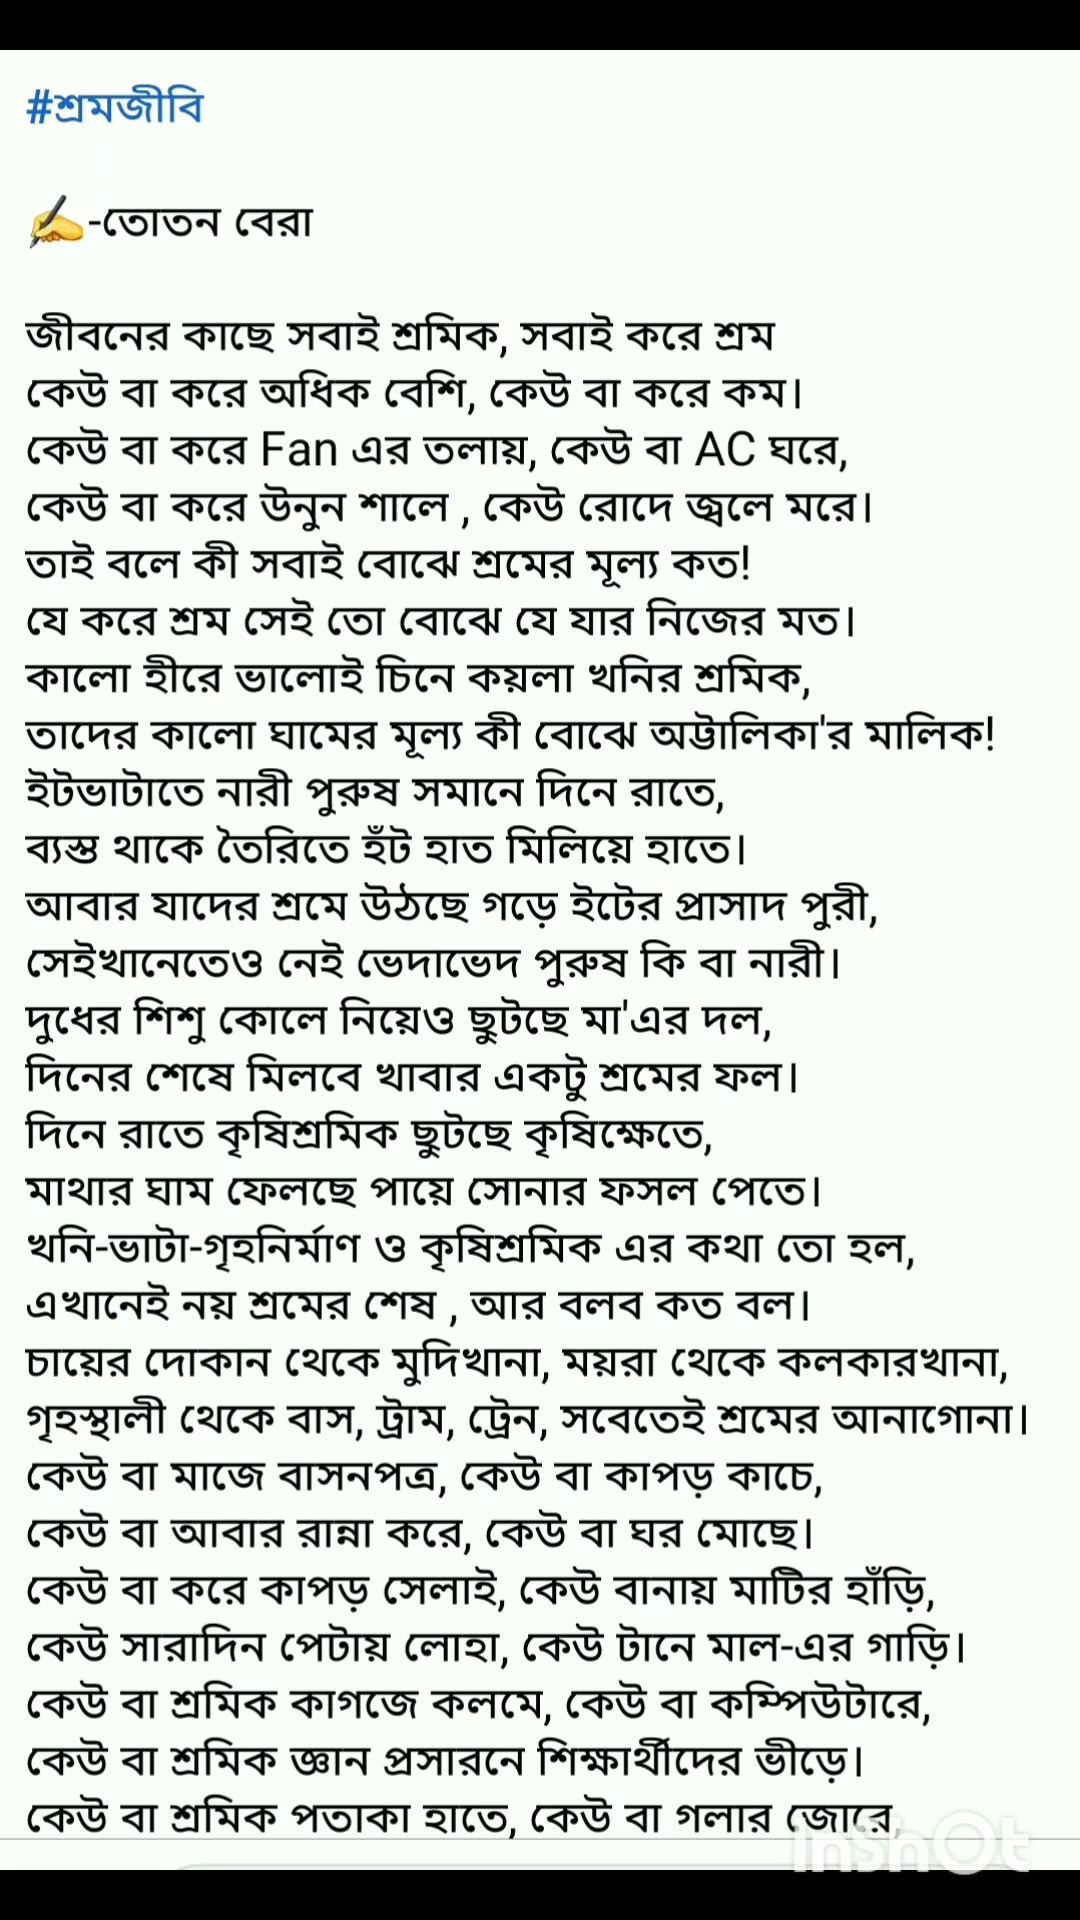 #শ্রমজীবি
✍-তোতন বেরা
জীবনের কাছে সবাই শ্রমিক, সবাই করে শ্রম
কেউ বা করে অধিক বেশি, কেউ বা করে কম।
কেউ বা করে Fan এর তলায়, কেউ বা AC ঘরে,
কেউ বা করে উনুন শালে , কেউ রোদে জ্বলে মরে।
তাই বলে কী সবাই বোঝে শ্রমের মূল্য কত!
যে করে শ্রম সেই তো বোঝে যে যার নিজের মত।
কালো হীরে ভালোই চিনে কয়লা খনির শ্রমিক,
তাদের কালো ঘামের মূল্য কী বোঝে অট্টালিকা'র মালিক!
ইটভাটাতে নারী পুরুষ সমানে দিনে রাতে,
ব্যস্ত থাকে তৈরিতে হঁট হাত মিলিয়ে হাতে।
আবার যাদের শ্রমে উঠছে গড়ে ইটের প্রাসাদ পুরী,
সেইখানেতেও নেই ভেদাভেদ পুরুষ কি বা নারী।
দুধের শিশু কোলে নিয়েও ছুটছে মা'এর দল,
দিনের শেষে মিলবে খাবার একটু শ্রমের ফল।
দিনে রাতে কৃষিশ্রমিক ছুটছে কৃষিক্ষেতে,
মাথার ঘাম ফেলছে পায়ে সোনার ফসল পেতে।
খনি-ভাটা-গৃহনির্মাণ ও কৃষিশ্রমিক এর কথা তো হল,
এখানেই নয় শ্রমের শেষ , আর বলব কত বল।
চায়ের দোকান থেকে মুদিখানা, ময়রা থেকে কলকারখানা,
গৃহস্থালী থেকে বাস, ট্রাম, ট্রেন, সবেতেই শ্রমের আনাগোনা।
কেউ বা মাজে বাসনপত্র, কেউ বা কাপড় কাচে,
কেউ বা আবার রান্না করে, কেউ বা ঘর মোছে।
কেউ বা করে কাপড় সেলাই, কেউ বানায় মাটির হাঁড়ি,
কেউ সারাদিন পেটায় লোহা, কেউ টানে মাল-এর গাড়ি।
কেউ বা শ্রমিক কাগজে কলমে, কেউ বা কম্পিউটারে,
কেউ বা শ্রমিক জ্ঞান প্রসারনে শিক্ষার্থীদের ভীড়ে।
কেউ বা শ্রমিক পতাকা হাতে, কেউ বা গলার জোরে,
InShOt